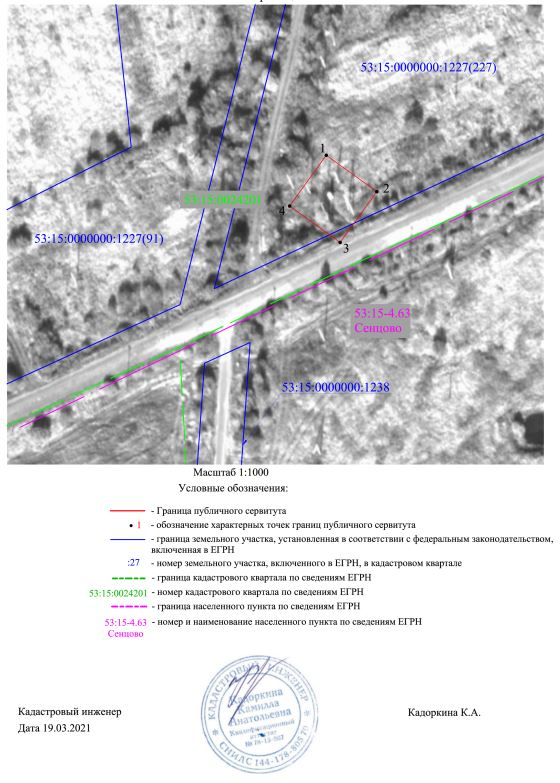 53:15:0000000:1227(227)
1
2
53:15:0024201
4
53:15:0000000:1227(91)
3
53:15-4.63
Сенцово
53:15:0000000:1238
Масштаб 1:1000
Условные обозначения:
- Граница публичного сервитута
1 - обозначение характерных точек границ публичного сервитута
- граница земельного участка, установленная в соответствии с федеральным законодательством,
включенная в ЕГРН
:27 - номер земельного участка, включенного в ЕГРН, в кадастровом квартале
- граница кадастрового квартала по сведениям ЕГРН
53:15:0024201 - номер кадастрового квартала по сведениям ЕГРН
- граница населенного пункта по сведениям ЕГРН
53:15-4.63 - номер и наименование населенного пункта по сведениям ЕГРН
Сенцово
КАДАСТРОВЫЙ ИНЖЕНЕР
Кадоркина
Камилла
Анатольевна
Квалификационный
аттестат
СНИЛС 144-178-805 70
Кадастровый инженер
Кадоркина К.А.
Дата 19.03.2021